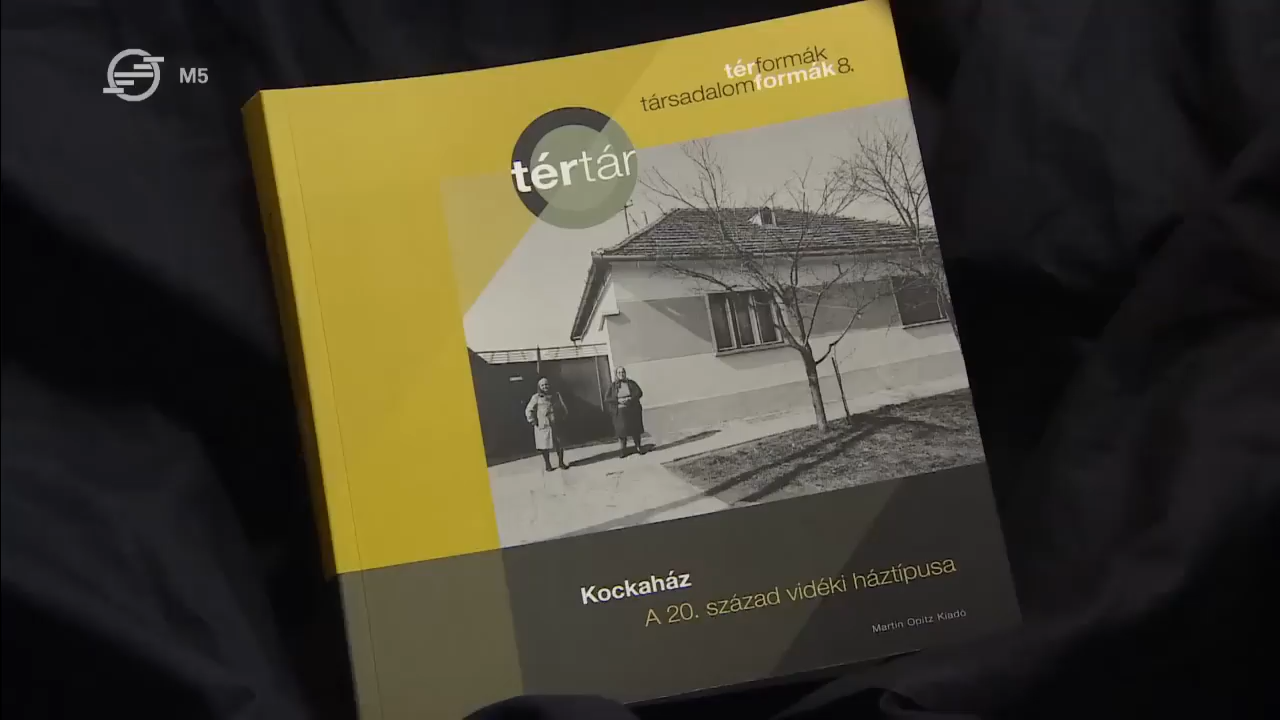 M5
térformák
társadalomformák 8.
tértár
Kockaház
A 20. század vidéki háztípusa
Martin Opitz Kiadó